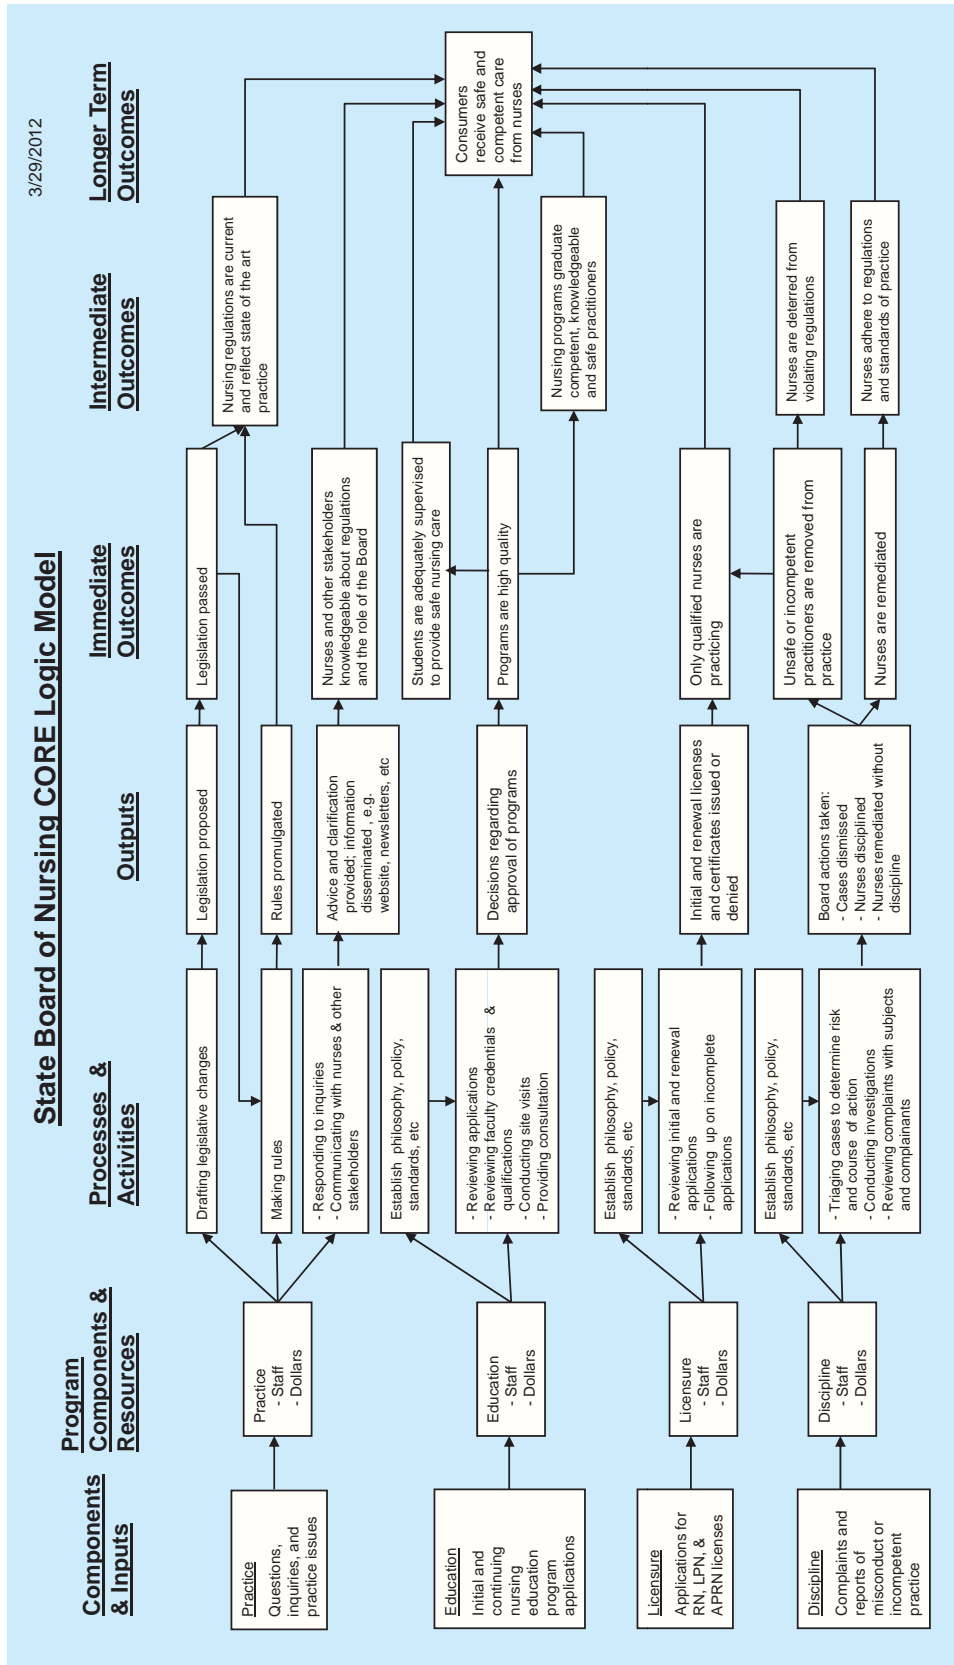 3/29/2012
State Board of Nursing CORE Logic Model
Components
& Inputs
Program
Components &
Resources
Processes &
Activities
Outputs
Immediate
Outcomes
Intermediate
Outcomes
Longer Term
Outcomes
Practice
Questions,
inquiries, and
practice issues
Practice
- Staff
- Dollars
Drafting legislative changes
Legislation proposed
Legislation passed
Nursing regulations are current
and reflect state of the art
practice
Making rules
Rules promulgated
- Responding to inquiries
- Communicating with nurses & other
stakeholders
Advice and clarification
provided; information
disseminated , e.g.
website, newsletters, etc
Nurses and other stakeholders
knowledgeable about regulations
and the role of the Board
Consumers
receive safe and
competent care
from nurses
Education
Initial and
continuing
nursing
education
program
applications
Education
- Staff
- Dollars
Establish philosophy, policy,
standards, etc
- Reviewing applications
- Reviewing faculty credentials &
qualifications
- Conducting site visits
- Providing consultation
Decisions regarding
approval of programs
Students are adequately supervised
to provide safe nursing care
Programs are high quality
Nursing programs graduate
competent, knowledgeable
and safe practitioners
Licensure
Applications for
RN, LPN, &
APRN licenses
Licensure
- Staff
- Dollars
Establish philosophy, policy,
standards, etc
- Reviewing initial and renewal
applications
- Following up on incomplete
applications
Initial and renewal licenses
and certificates issued or
denied
Only qualified nurses are
practicing
Discipline
Complaints and
reports of
misconduct or
incompetent
practice
Discipline
- Staff
- Dollars
Establish philosophy, policy,
standards, etc
- Triaging cases to determine risk
and course of action
- Conducting investigations
- Reviewing complaints with subjects
and complainants
Board actions taken:
- Cases dismissed
- Nurses disciplined
- Nurses remediated without
discipline
Unsafe or incompetent
practitioners are removed from
practice
Nurses are deterred from
violating regulations
Nurses are remediated
Nurses adhere to regulations
and standards of practice